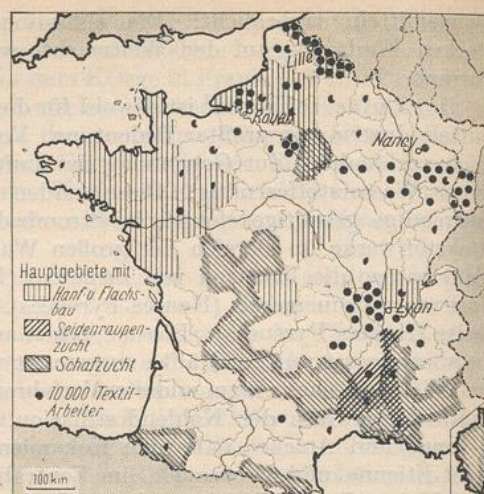 Lille
Rouen
Nancy
Lyon
Hauptgebiete mit
Hanf- u Flachs-
bau
Seidenraupen-
zucht
Schafzucht
10 000 Textil-
Arbeiter
100 km